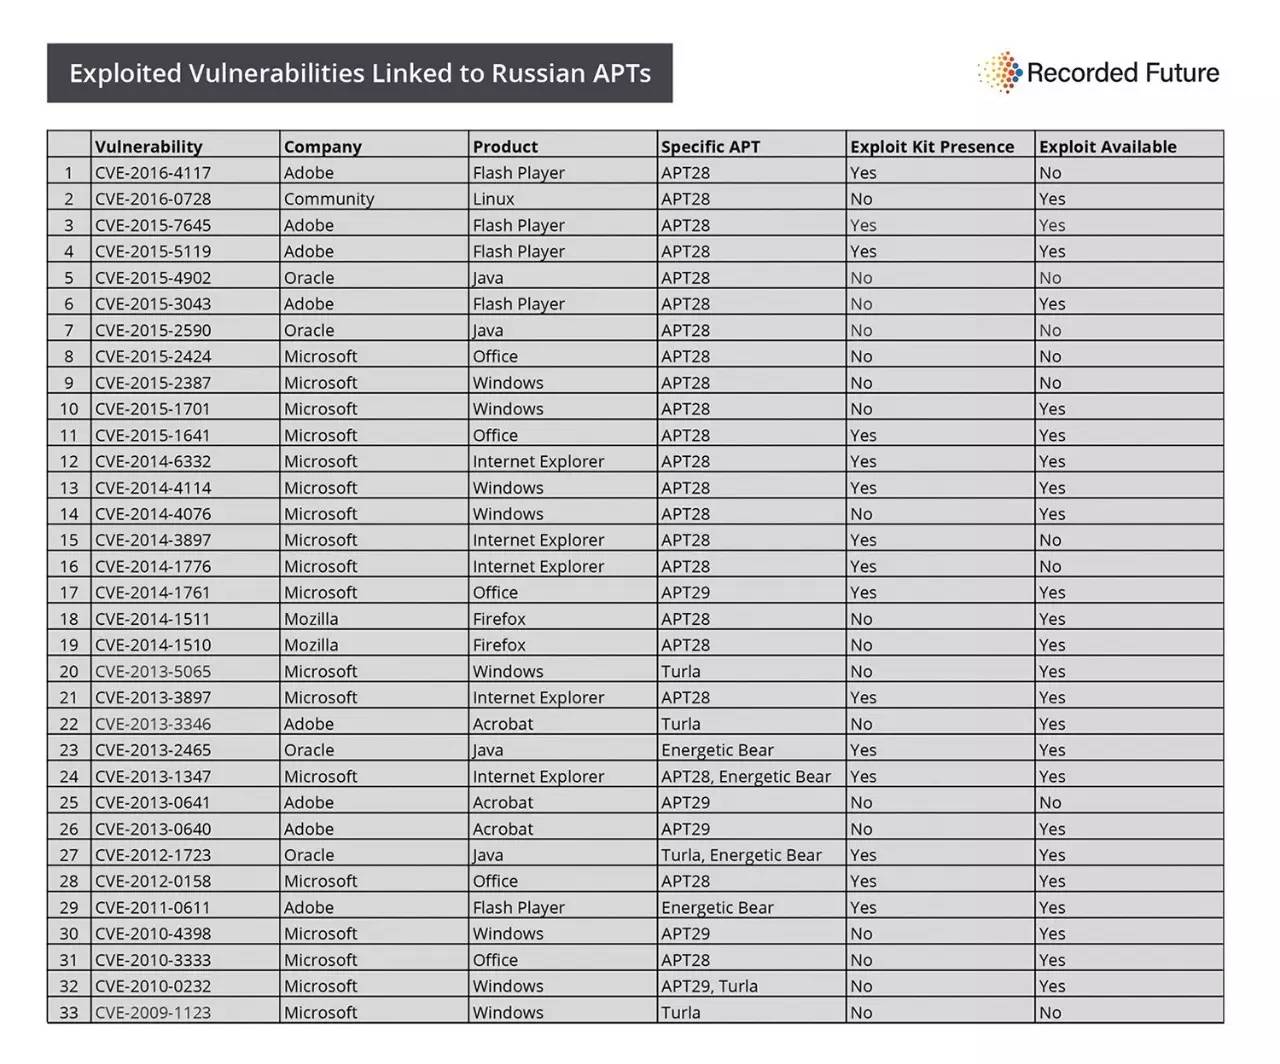 Exploited Vulnerabilities Linked to Russian APTs
Recorded Future
Vulnerability Company Product Specific APT Exploit Kit Presence Exploit Available
1 CVE-2016-4117 Adobe Flash Player APT28 Yes No
2 CVE-2016-0728 Community Linux APT28 No Yes
3 CVE-2015-7645 Adobe Flash Player APT28 Yes Yes
4 CVE-2015-5119 Adobe Flash Player APT28 Yes Yes
5 CVE-2015-4902 Oracle Java APT28 No No
6 CVE-2015-3043 Adobe Flash Player APT28 No Yes
7 CVE-2015-2590 Oracle Java APT28 No No
8 CVE-2015-2424 Microsoft Office APT28 No No
9 CVE-2015-2387 Microsoft Windows APT28 No No
10 CVE-2015-1701 Microsoft Windows APT28 No Yes
11 CVE-2015-1641 Microsoft Office APT28 Yes Yes
12 CVE-2014-6332 Microsoft Internet Explorer APT28 Yes Yes
13 CVE-2014-4114 Microsoft Windows APT28 Yes Yes
14 CVE-2014-4076 Microsoft Windows APT28 No Yes
15 CVE-2014-3897 Microsoft Internet Explorer APT28 Yes No
16 CVE-2014-1776 Microsoft Internet Explorer APT28 Yes No
17 CVE-2014-1761 Microsoft Office APT29 Yes Yes
18 CVE-2014-1511 Mozilla Firefox APT28 No Yes
19 CVE-2014-1510 Mozilla Firefox APT28 No Yes
20 CVE-2013-5065 Microsoft Windows Turla No Yes
21 CVE-2013-3897 Microsoft Internet Explorer APT28 Yes Yes
22 CVE-2013-3346 Adobe Acrobat Turla No Yes
23 CVE-2013-2465 Oracle Java Energetic Bear Yes Yes
24 CVE-2013-1347 Microsoft Internet Explorer APT28, Energetic Bear Yes Yes
25 CVE-2013-0641 Adobe Acrobat APT29 No No
26 CVE-2013-0640 Adobe Acrobat APT29 No Yes
27 CVE-2012-1723 Oracle Java Turla, Energetic Bear Yes Yes
28 CVE-2012-0158 Microsoft Office APT28 Yes Yes
29 CVE-2011-0611 Adobe Flash Player Energetic Bear Yes Yes
30 CVE-2010-4398 Microsoft Windows APT29 No Yes
31 CVE-2010-3333 Microsoft Office APT28 No Yes
32 CVE-2010-0232 Microsoft Windows APT29, Turla No Yes
33 CVE-2009-1123 Microsoft Windows Turla No No